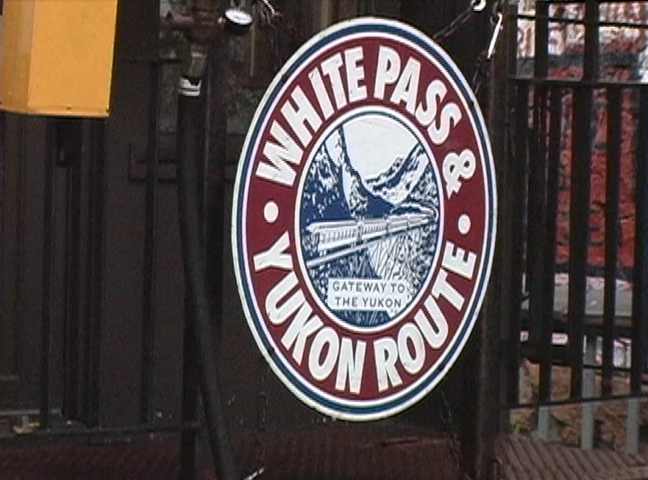 WHITE PASS &
YUKON ROUTE
GATEWAY TO
THE YUKON